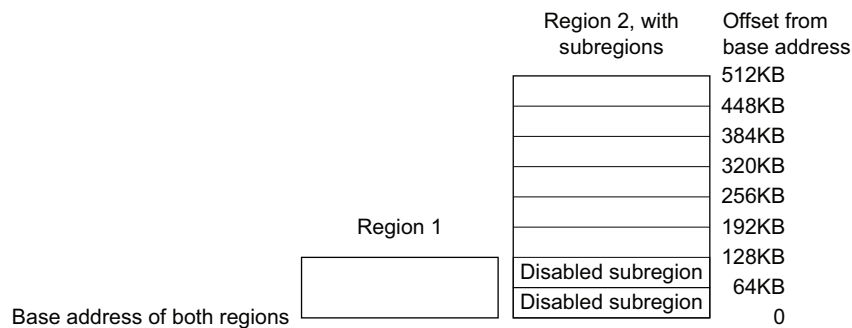 Region 2, with
subregions
Offset from
base address
512KB
448KB
384KB
320KB
256KB
192KB
Region 1
128KB
Disabled subregion
64KB
Disabled subregion
Base address of both regions
0